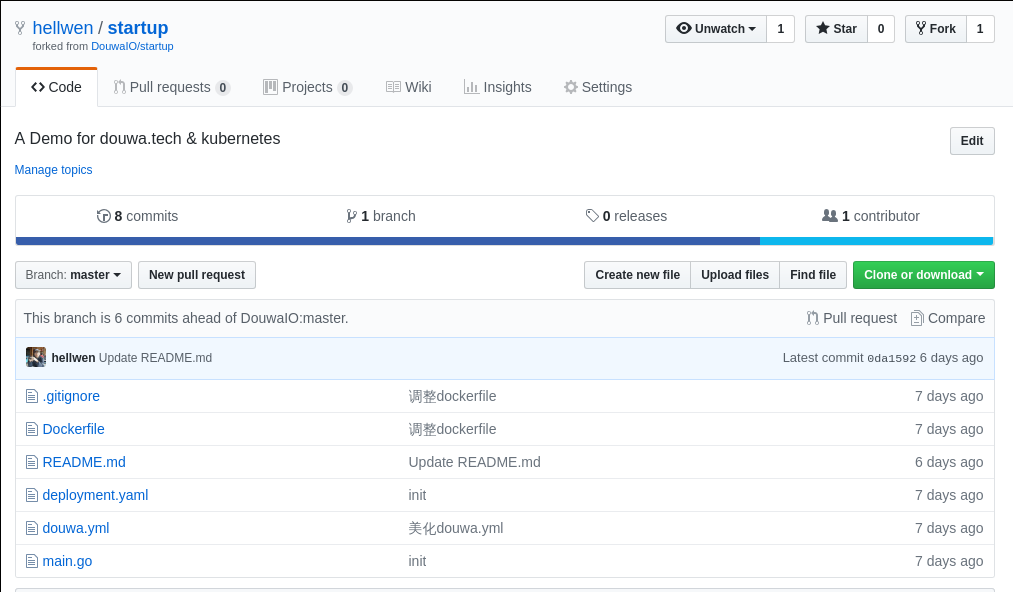 hellwen / startup Unwatch 1 Star 0 Fork 1
forked from DouwaIO/startup
Code Pull requests 0 Projects 0 Wiki Insights Settings
A Demo for douwa.tech & kubernetes Edit
Manage topics
8 commits 1 branch 0 releases 1 contributor
Branch: master New pull request Create new file Upload files Find file Clone or download
This branch is 6 commits ahead of DouwaIO:master. Pull request Compare
hellwen Update README.md Latest commit 0da1592 6 days ago
.gitignore 调整dockerfile 7 days ago
Dockerfile 调整dockerfile 7 days ago
README.md Update README.md 6 days ago
deployment.yaml init 7 days ago
douwa.yml 美化douwa.yml 7 days ago
main.go init 7 days ago